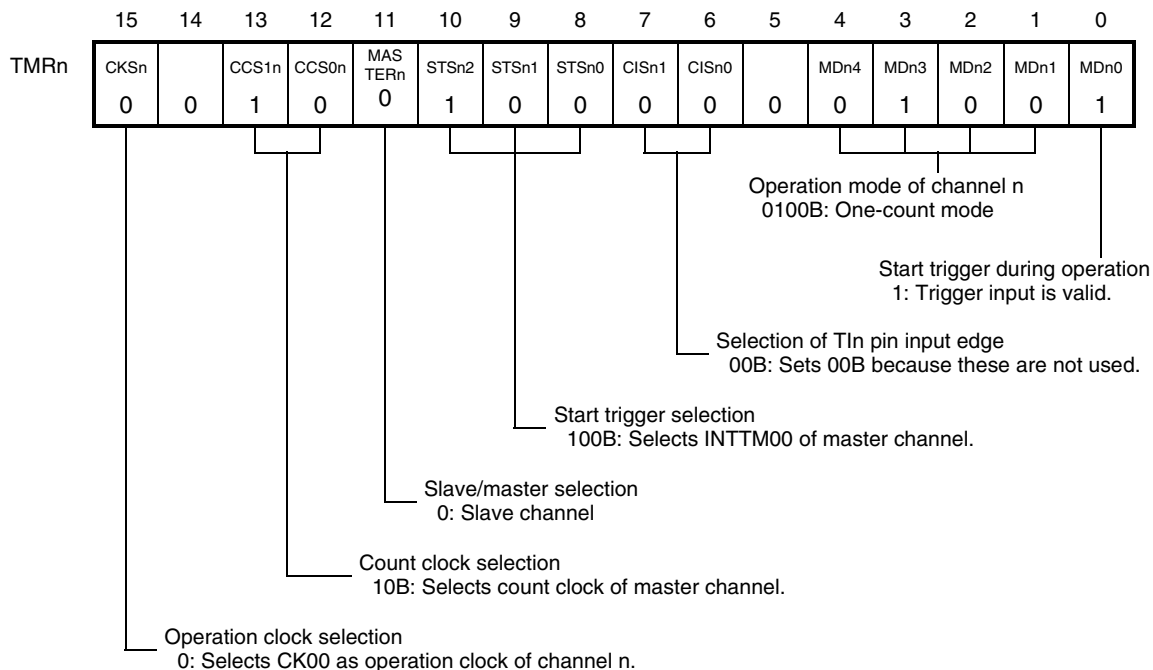 15 14 13 12 11 10 9 8 7 6 5 4 3 2 1 0
TMRn CKSn CCS1n CCS0n MAS TERn STSn2 STSn1 STSn0 CISn1 CISn0 MDn4 MDn3 MDn2 MDn1 MDn0
0 0 1 0 0 1 0 0 0 0 0 0 1 0 0 1
Operation mode of channel n
0100B: One-count mode
Start trigger during operation
1: Trigger input is valid.
Selection of TIn pin input edge
00B: Sets 00B because these are not used.
Start trigger selection
100B: Selects INTTM00 of master channel.
Slave/master selection
0: Slave channel
Count clock selection
10B: Selects count clock of master channel.
Operation clock selection
0: Selects CK00 as operation clock of channel n.